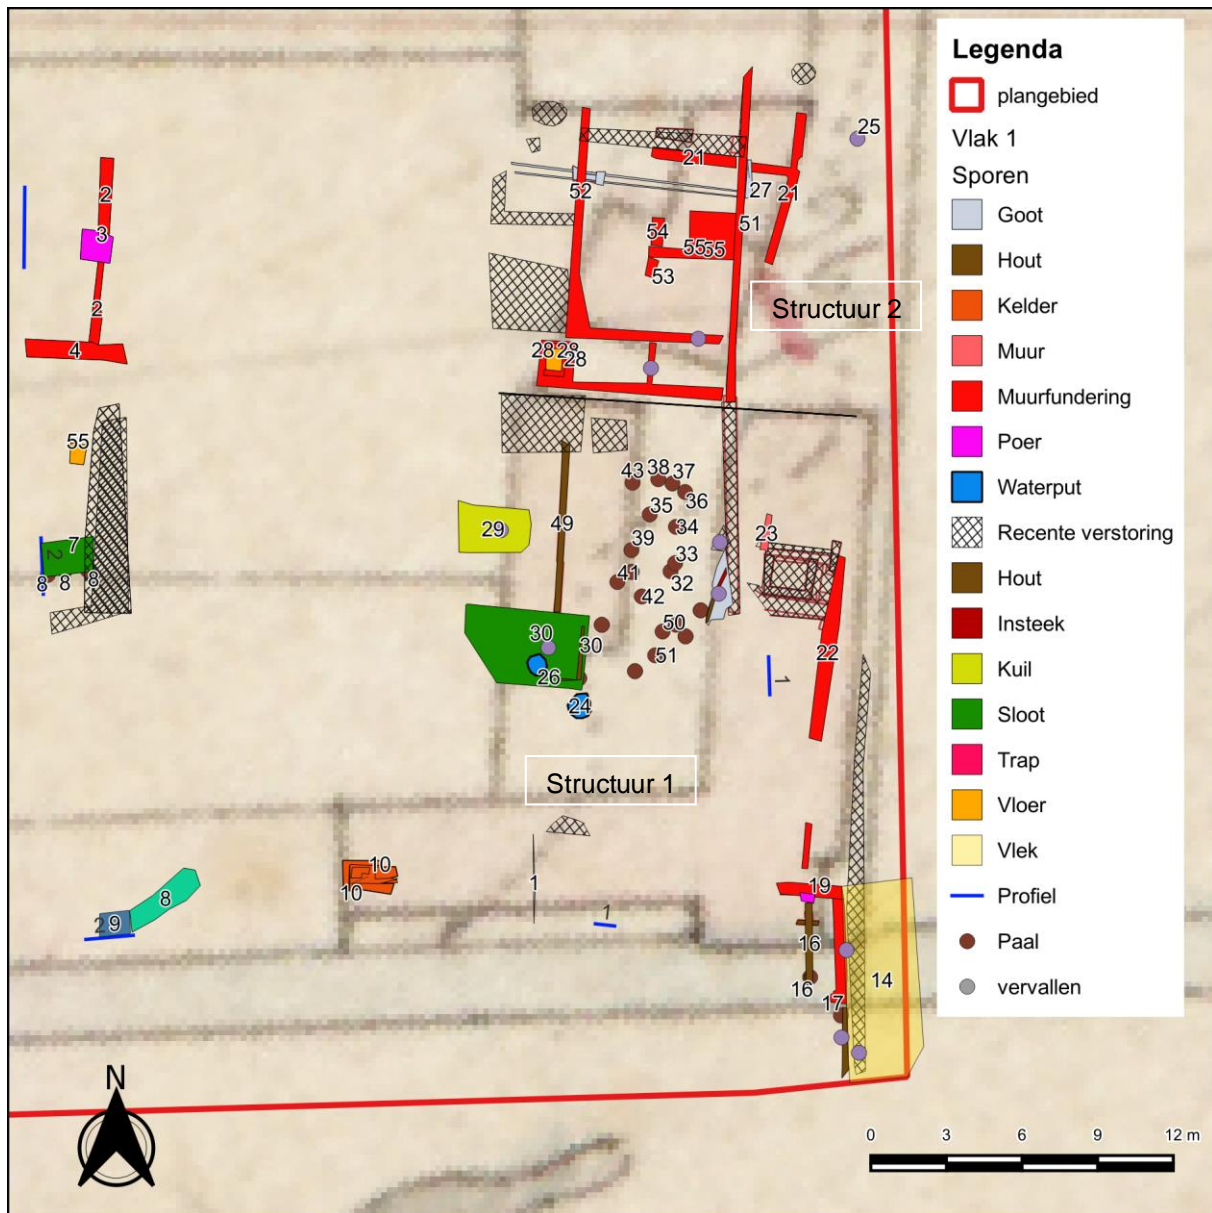 Legenda
plangebied
Vlak 1
Sporen
Goot
Hout
Kelder
Muur
Muurfundering
Poer
Waterput
Recente verstoring
Hout
Insteek
Kuil
Sloot
Trap
Vloer
Vlek
Profiel
Paal
vervallen
25
2
3
2
4
21
27
21
52
51
54
55
55
53
Structuur 2
28
28
28
55
43
38
37
36
35
34
29
49
39
33
32
41
42
23
7
2
8
8
8
30
30
50
51
26
24
22
1
Structuur 1
10
10
8
2
9
1
1
19
16
16
17
14
N
0
3
6
9
12 m